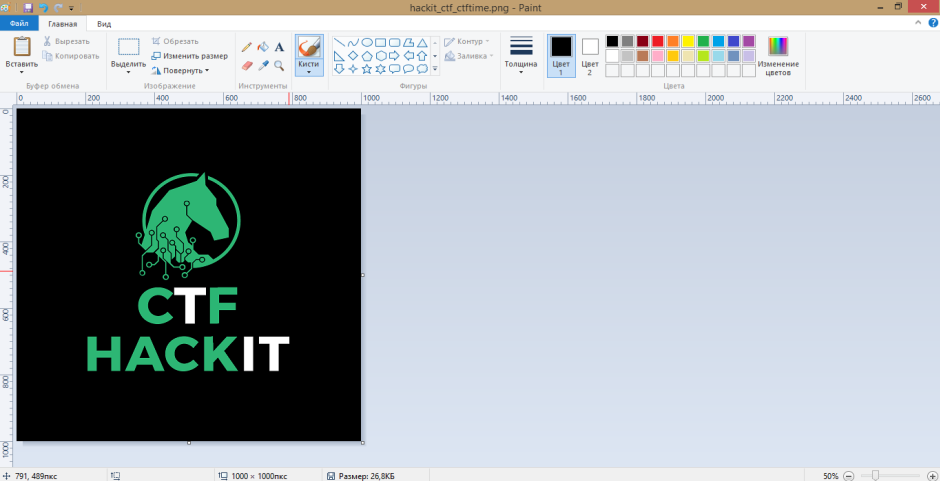 hackit_ctf_ctftime.png - Paint
Файл Главная Вид
Вставить
Вырезать
Копировать
Буфер обмена
Выделить
Обрезать
Изменить размер
Повернуть
Изображение
A
Инструменты
Кисти
Контур
Заливка
Фигуры
Толщина
Цвет 1
Цвет 2
Изменение цветов
Цвета
0 200 400 600 800 1000 1200 1400 1600 1800 2000 2200 2400 2600
0
200
400
600
800
1000
CTF
HACKIT
791, 489пкс
1000 × 1000пкс
Размер: 26,8КБ
50%